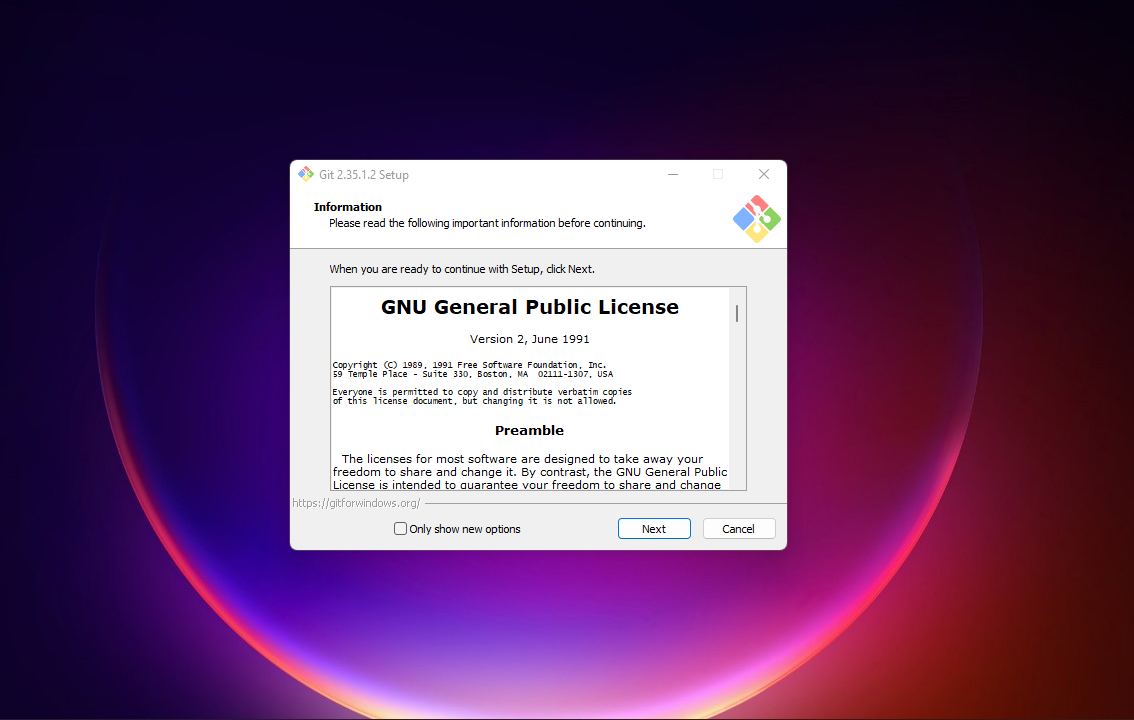 Git 2.35.1.2 Setup
Information
Please read the following important information before continuing.
When you are ready to continue with Setup, click Next.
GNU General Public License
Version 2, June 1991
Copyright (C) 1989, 1991 Free Software Foundation, Inc.
59 Temple Place - Suite 330, Boston, MA  02111-1307, USA
Everyone is permitted to copy and distribute verbatim copies
of this license document, but changing it is not allowed.
Preamble
The licenses for most software are designed to take away your
freedom to share and change it. By contrast, the GNU General Public
License is intended to guarantee your freedom to share and change
https://gitforwindows.org/
Only show new options
Next
Cancel